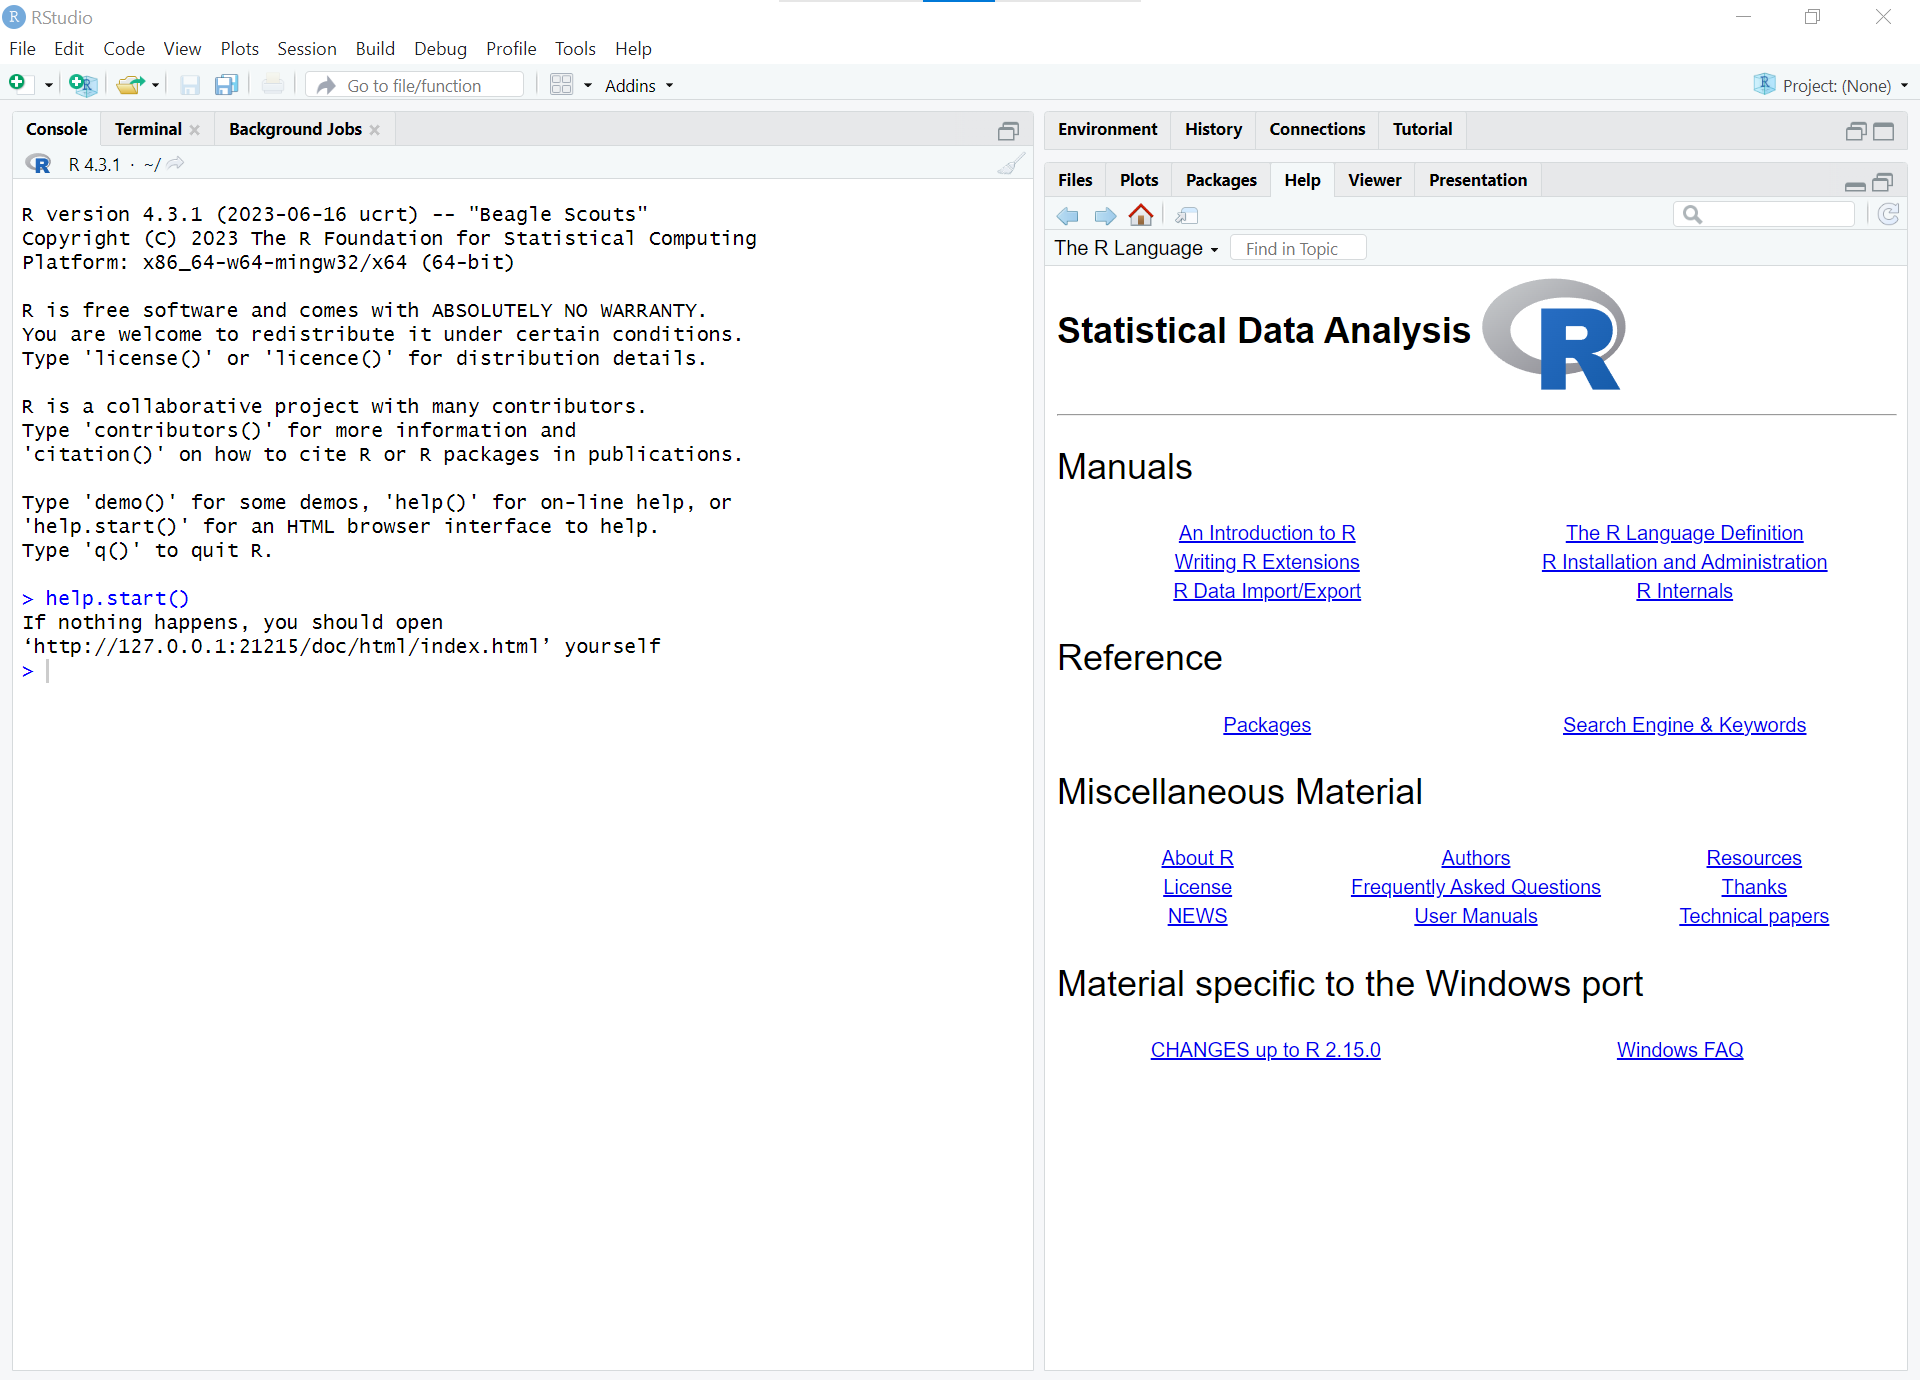 R RStudio
File Edit Code View Plots Session Build Debug Profile Tools Help
Go to file/function Addins R Project: (None)
Console Terminal Background Jobs
R R 4.3.1 · ~/
R version 4.3.1 (2023-06-16 ucrt) -- "Beagle Scouts"
Copyright (C) 2023 The R Foundation for Statistical Computing
Platform: x86_64-w64-mingw32/x64 (64-bit)
R is free software and comes with ABSOLUTELY NO WARRANTY.
You are welcome to redistribute it under certain conditions.
Type 'license()' or 'licence()' for distribution details.
R is a collaborative project with many contributors.
Type 'contributors()' for more information and
'citation()' on how to cite R or R packages in publications.
Type 'demo()' for some demos, 'help()' for on-line help, or
'help.start()' for an HTML browser interface to help.
Type 'q()' to quit R.
> help.start()
If nothing happens, you should open
‘http://127.0.0.1:21215/doc/html/index.html’ yourself
>
Environment History Connections Tutorial
Files Plots Packages Help Viewer Presentation
The R Language Find in Topic
Statistical Data Analysis R
Manuals
An Introduction to R The R Language Definition
Writing R Extensions R Installation and Administration
R Data Import/Export R Internals
Reference
Packages Search Engine & Keywords
Miscellaneous Material
About R Authors Resources
License Frequently Asked Questions Thanks
NEWS User Manuals Technical papers
Material specific to the Windows port
CHANGES up to R 2.15.0 Windows FAQ